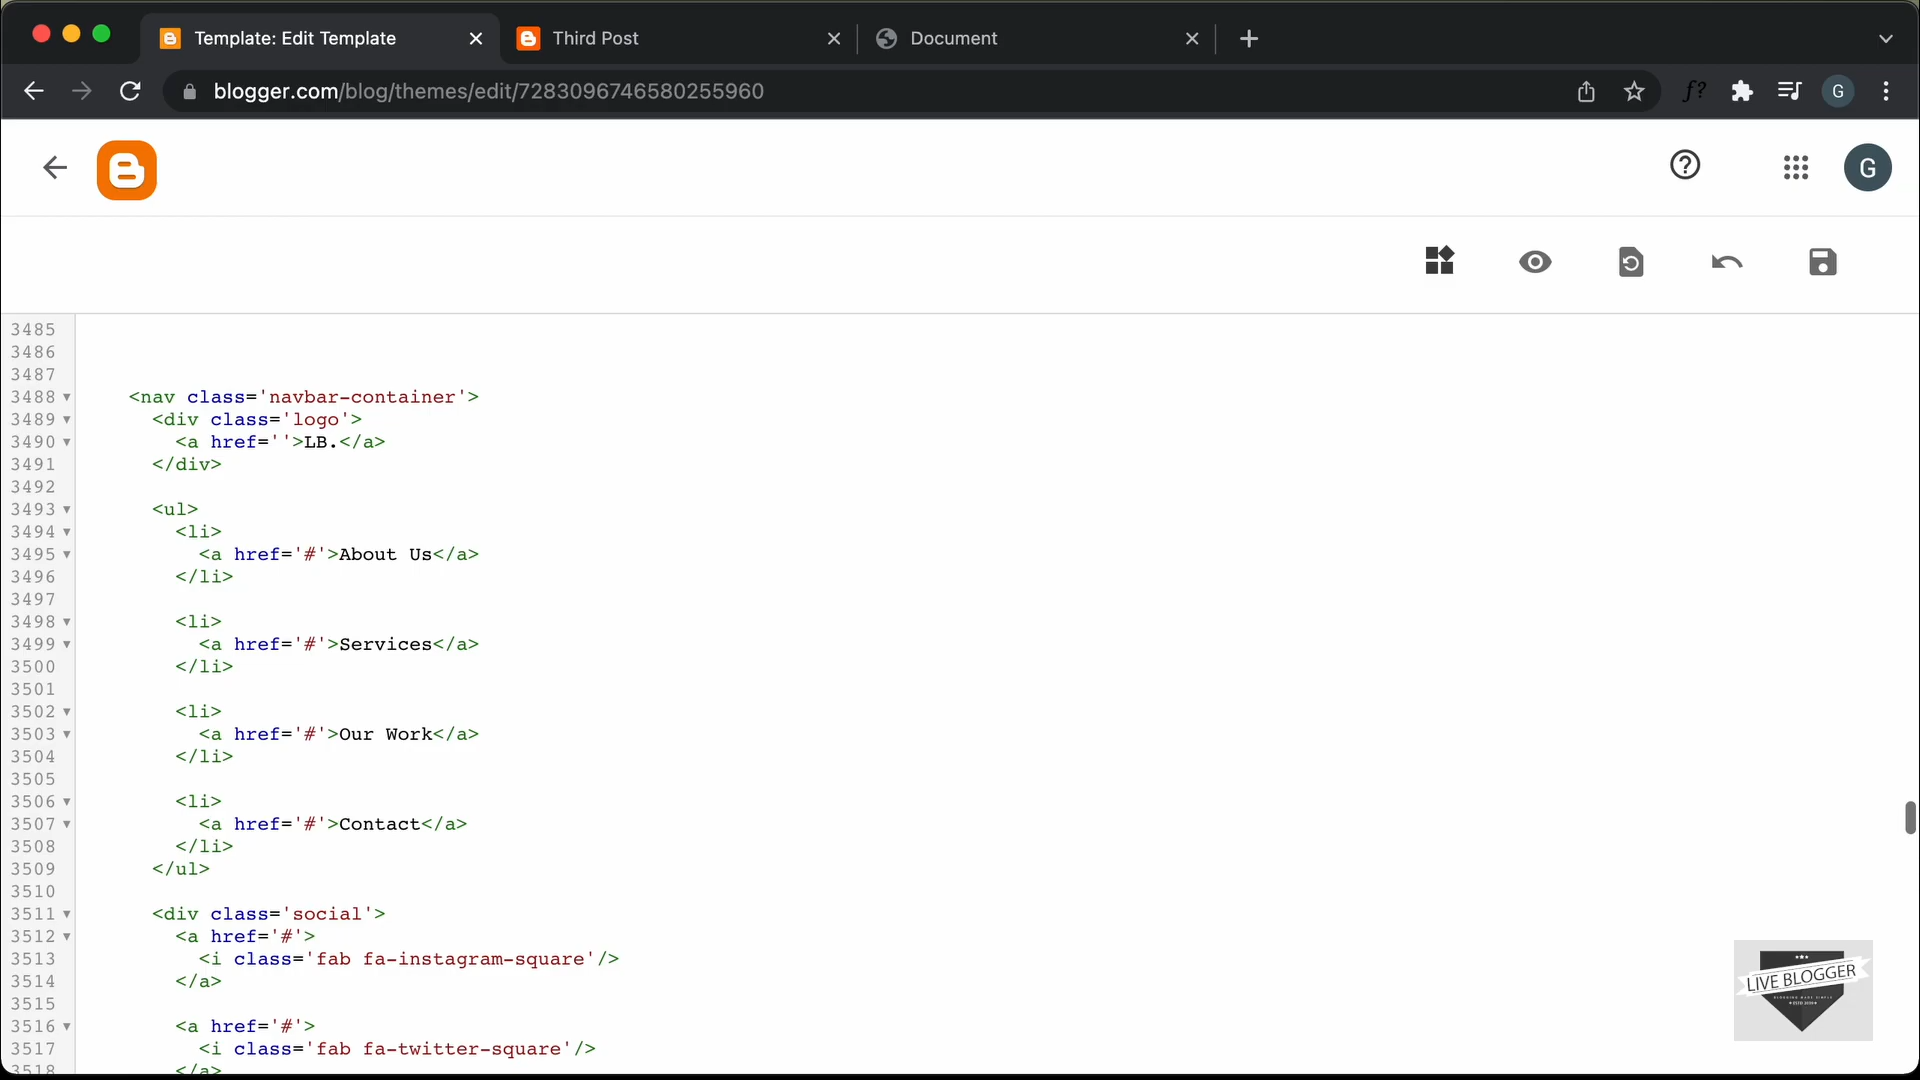 Template: Edit Template
Third Post
Document
blogger.com/blog/themes/edit/7283096746580255960
f?
G
G
3485
3486
3487
3488 <nav class='navbar-container'>
3489 <div class='logo'>
3490 <a href=''>LB.</a>
3491 </div>
3492
3493 <ul>
3494 <li>
3495 <a href='#'>About Us</a>
3496 </li>
3497
3498 <li>
3499 <a href='#'>Services</a>
3500 </li>
3501
3502 <li>
3503 <a href='#'>Our Work</a>
3504 </li>
3505
3506 <li>
3507 <a href='#'>Contact</a>
3508 </li>
3509 </ul>
3510
3511 <div class='social'>
3512 <a href='#'>
3513 <i class='fab fa-instagram-square'/>
3514 </a>
3515
3516 <a href='#'>
3517 <i class='fab fa-twitter-square'/>
3518 </a>
LIVE BLOGGER